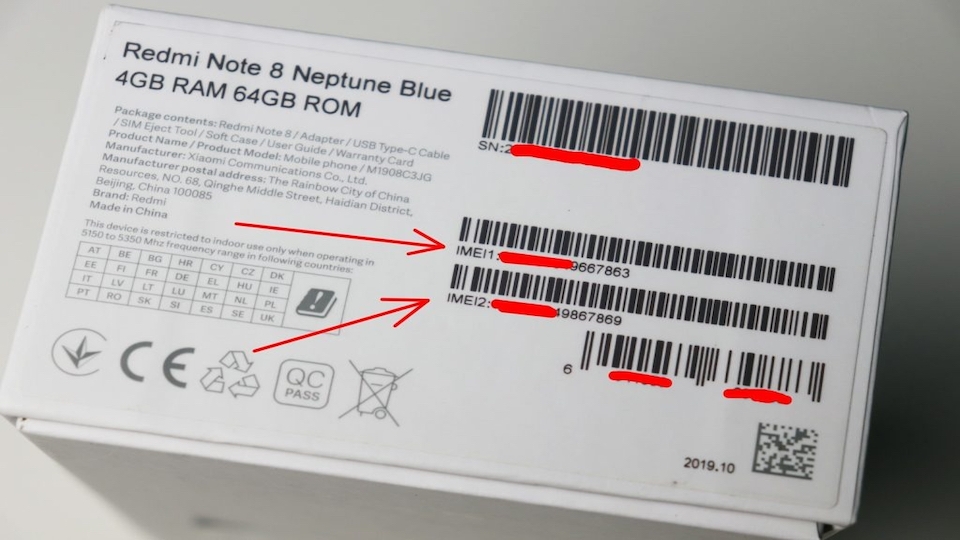 Redmi Note 8 Neptune Blue
4GB RAM 64GB ROM
Package contents: Redmi Note 8 / Adapter / USB Type-C Cable
/ SIM Eject Tool / Soft Case / User Guide / Warranty Card
Product Name / Product Model: Mobile phone / M1908C3JG
Manufacturer: Xiaomi Communications Co., Ltd.
Manufacturer postal address: The Rainbow City of China
Resources, NO. 68, Qinghe Middle Street, Haidian District,
Beijing, China 100085
Brand: Redmi
Made in China
This device is restricted to indoor use only when operating in
5150 to 5350 Mhz frequency range in following countries:
AT BE BG HR CY CZ DK
EE FI FR DE EL HU IE
IT LV LT LU MT NL PL
PT RO SK SI ES SE UK
CE
QC
PASS
SN:2
IMEI1: 9667863
IMEI2: 49867869
6
2019.10